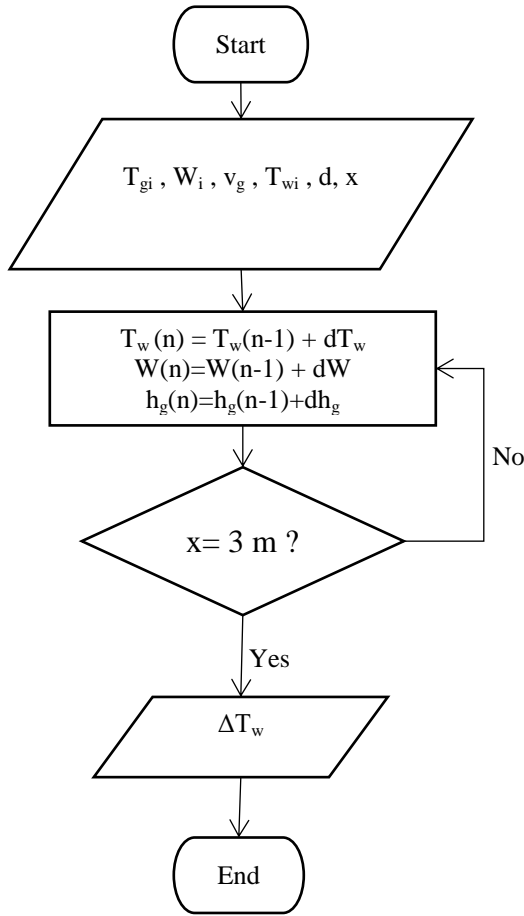 Start
T_gi , W_i , v_g , T_wi , d, x
T_w (n) = T_w(n-1) + dT_w
W(n)=W(n-1) + dW
h_g(n)=h_g(n-1)+dh_g
No
x= 3 m ?
Yes
ΔT_w
End